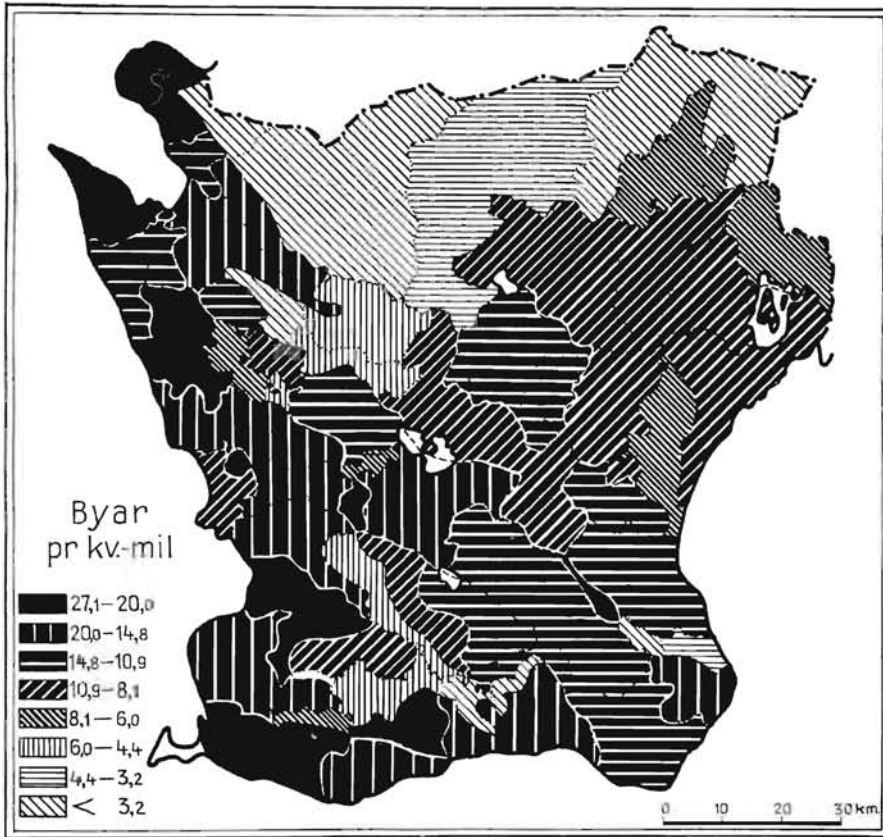 Byar
pr kv.-mil
27,1—20,0
20,0—14,8
14,8—10,9
10,9—8,1
8,1—6,0
6,0—4,4
4,4—3,2
< 3,2
0 10 20 30 km.